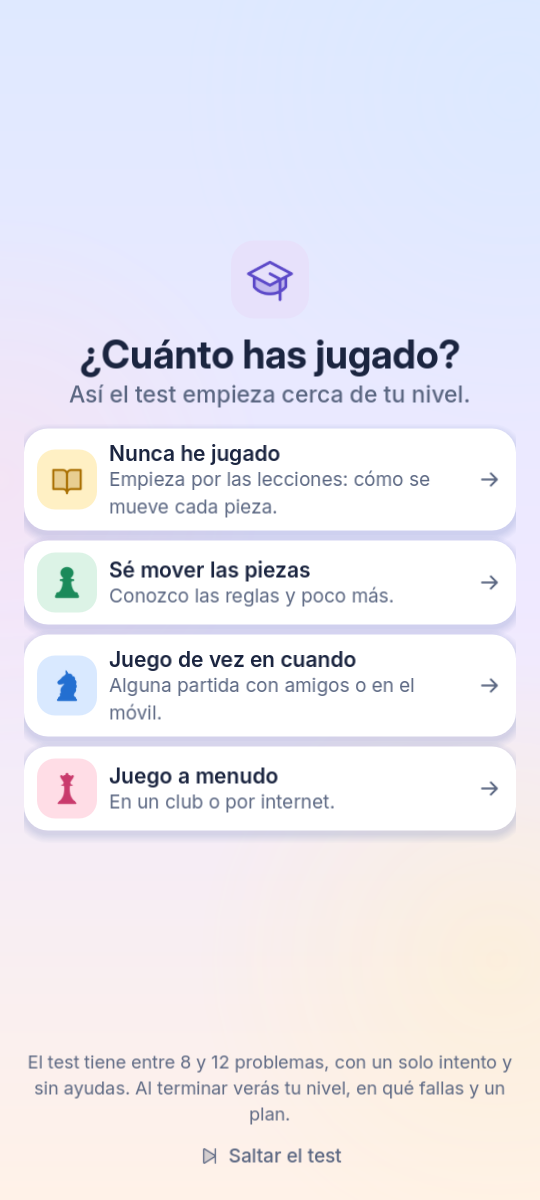 ¿Cuánto has jugado?
Así el test empieza cerca de tu nivel.
Nunca he jugado
Empieza por las lecciones: cómo se
mueve cada pieza.
Sé mover las piezas
Conozco las reglas y poco más.
Juego de vez en cuando
Alguna partida con amigos o en el
móvil.
Juego a menudo
En un club o por internet.
El test tiene entre 8 y 12 problemas, con un solo intento y
sin ayudas. Al terminar verás tu nivel, en qué fallas y un
plan.
Saltar el test